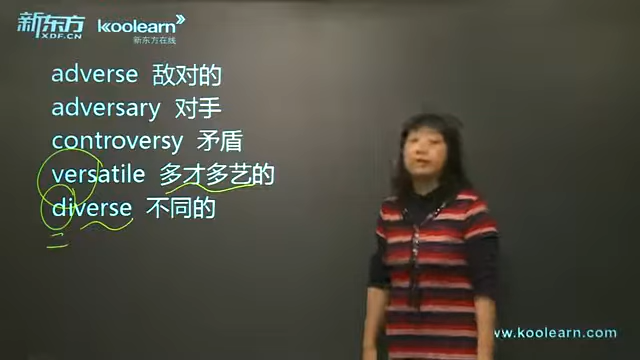 新东方 koolearn
XDF.CN 新东方在线
adverse 敌对的
adversary 对手
controversy 矛盾
versatile 多才多艺的
diverse 不同的
二
www.koolearn.com